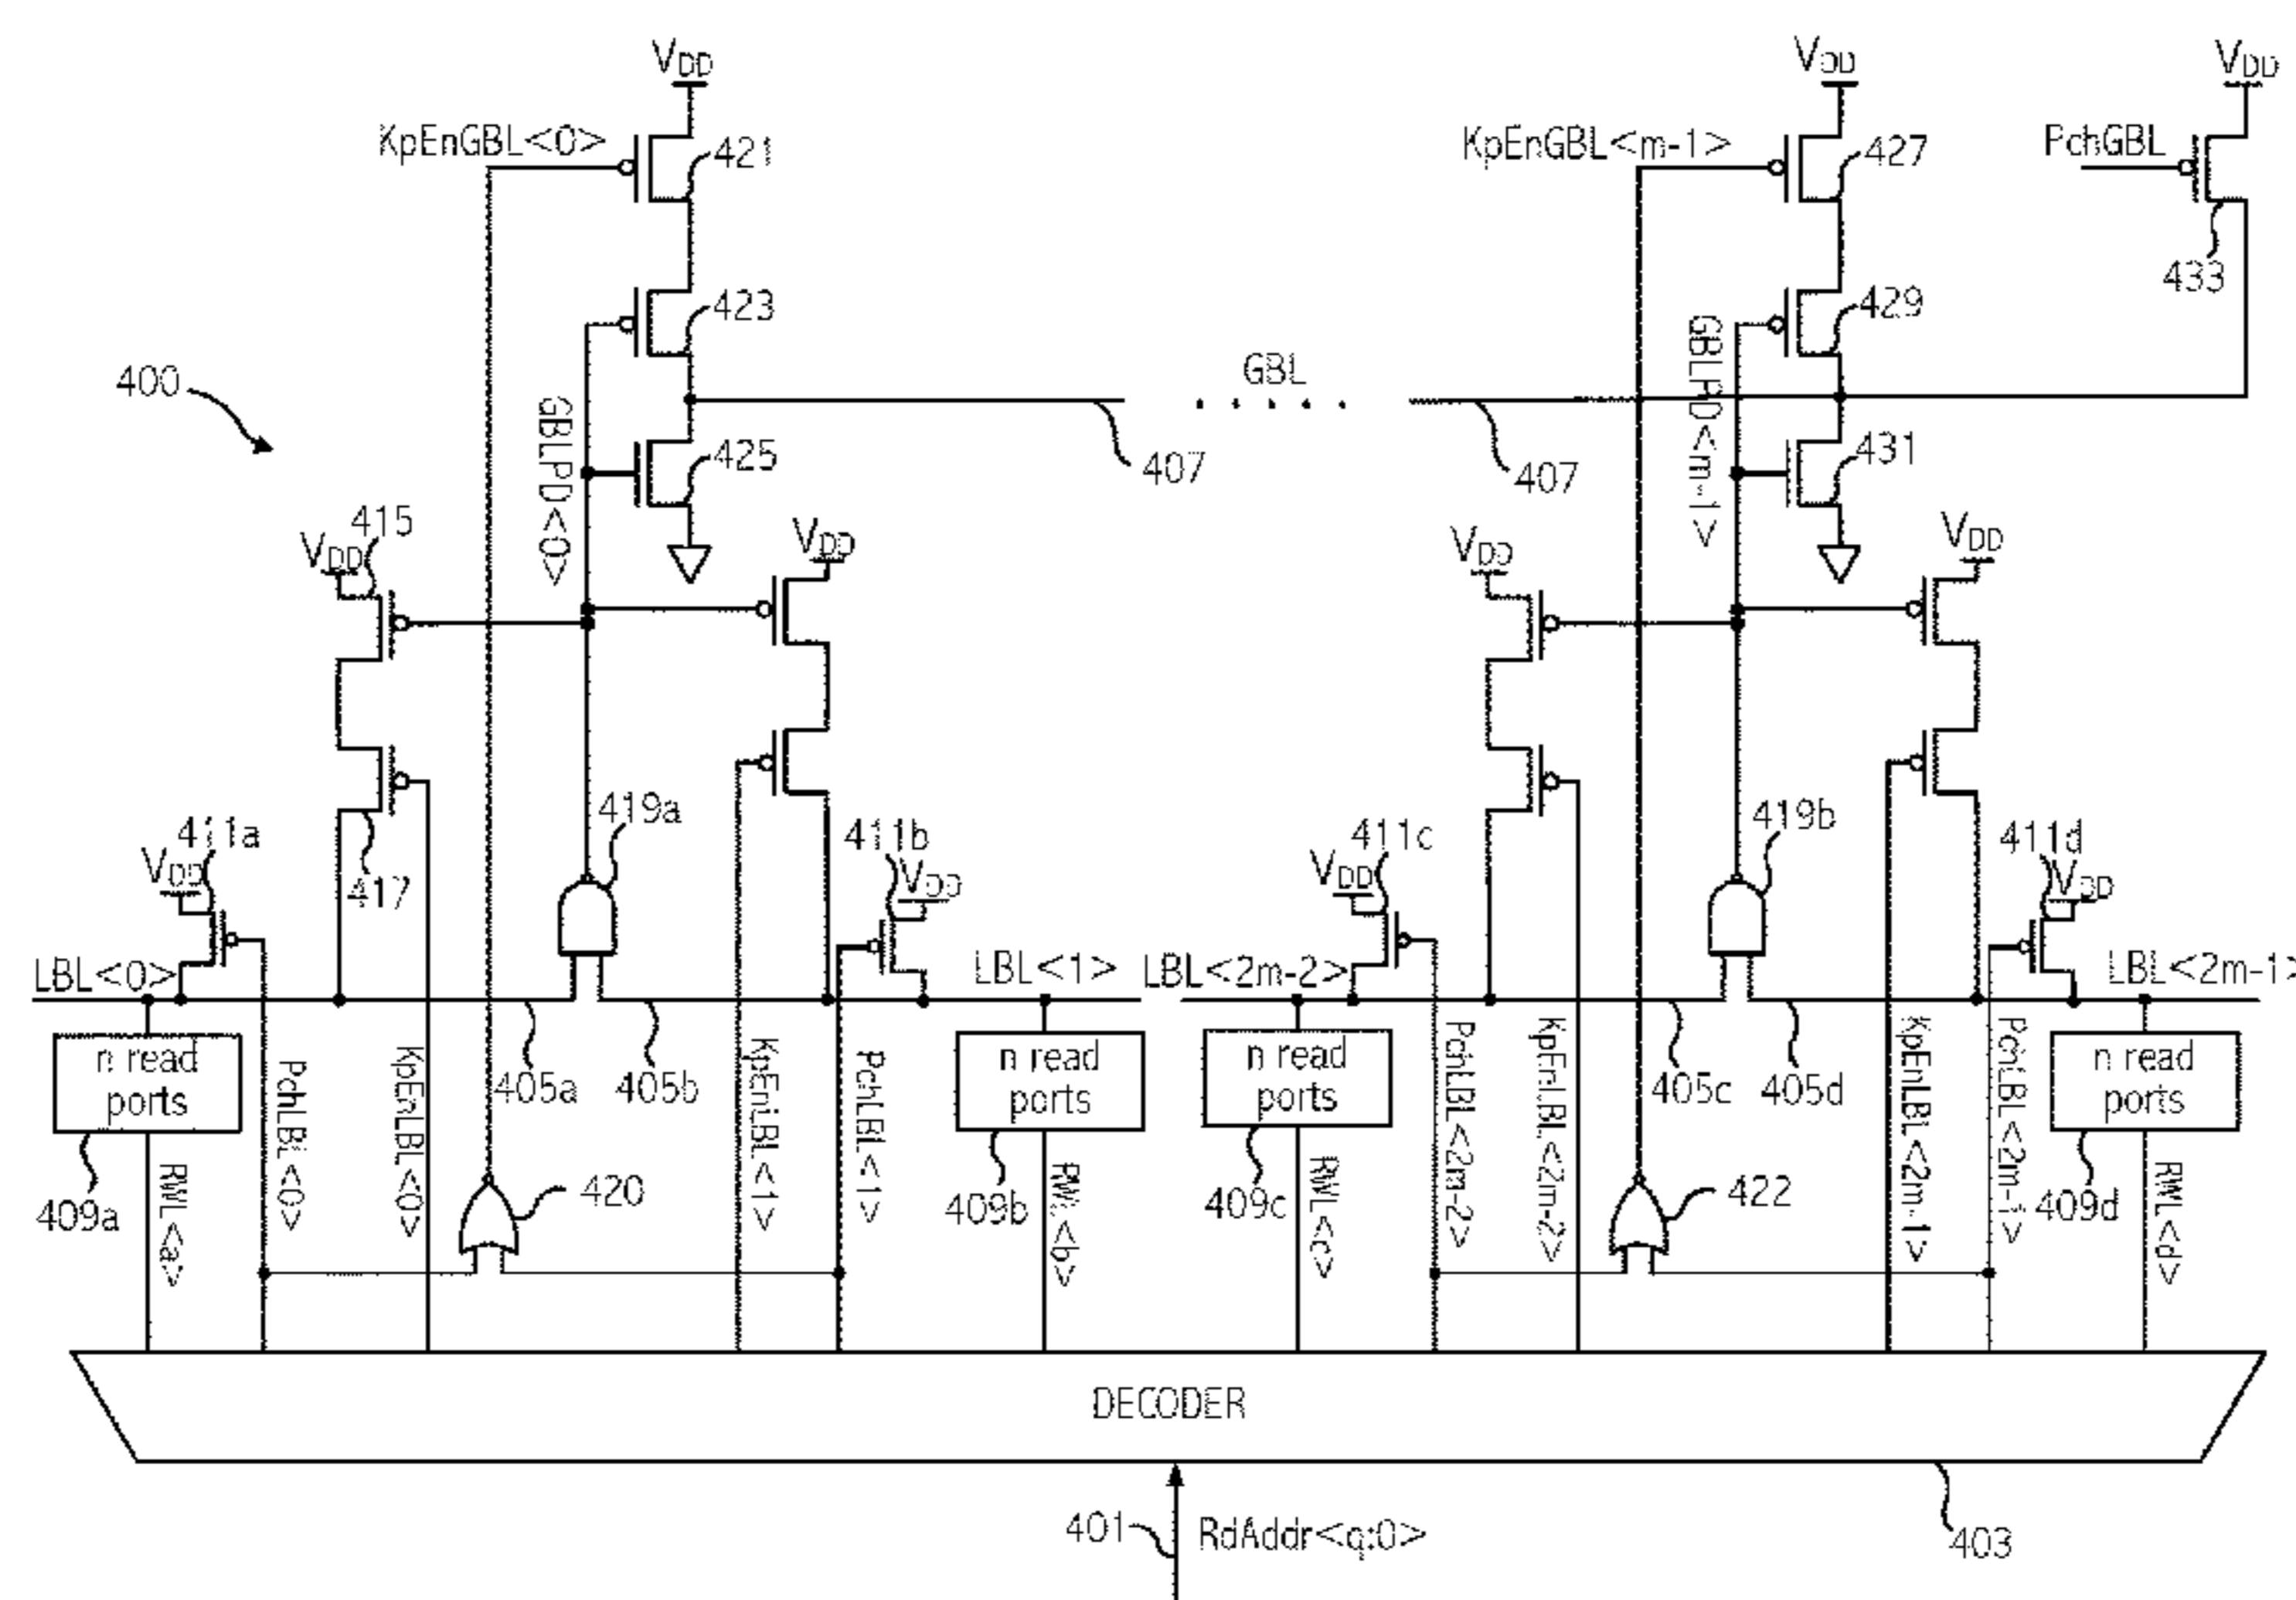 VDD
VDD
VDD
KpEnGBL<0>
421
KpEnGBL<m-1>
427
PchGBL
433
423
429
400
GBL
GBLPD<0>
GBLPD<m-1>
425
407
407
431
415
VDD
VDD
VDD
VDD
417
419a
419b
411a
VDD
411b
VDD
411c
VDD
411d
VDD
LBL<0>
LBL<1>
LBL<2m-2>
LBL<2m-1>
n read
ports
n read
ports
n read
ports
n read
ports
405a
405b
405c
405d
409a
409b
409c
409d
RWL<a>
PchLBL<0>
KpEnLBL<0>
420
KpEnLBL<1>
PchLBL<1>
RWL<b>
RWL<c>
PchLBL<2m-2>
KpEnLBL<2m-2>
422
KpEnLBL<2m-1>
PchLBL<2m-1>
RWL<d>
DECODER
401
RdAddr<q:0>
403